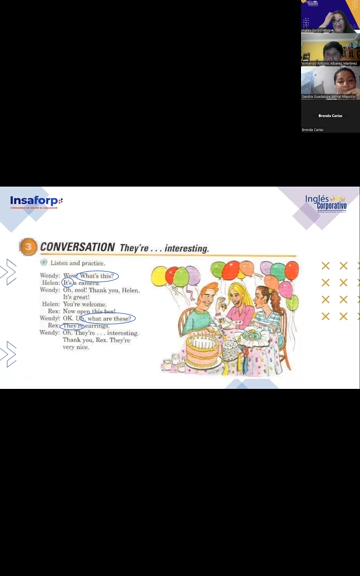 Brenda Carias
Brenda Carias
Insaforp
Inglés
Corporativo
3 CONVERSATION They're . . . interesting.
Listen and practice.
Wendy: Wow! What's this?
Helen: It's a camera.
Wendy: Oh, cool! Thank you, Helen.
It's great!
Helen: You're welcome.
Rex: Now open this box!
Wendy: OK. Uh, what are these?
Rex: They're earrings.
Wendy: Oh. They're . . . interesting.
Thank you, Rex. They're
very nice.